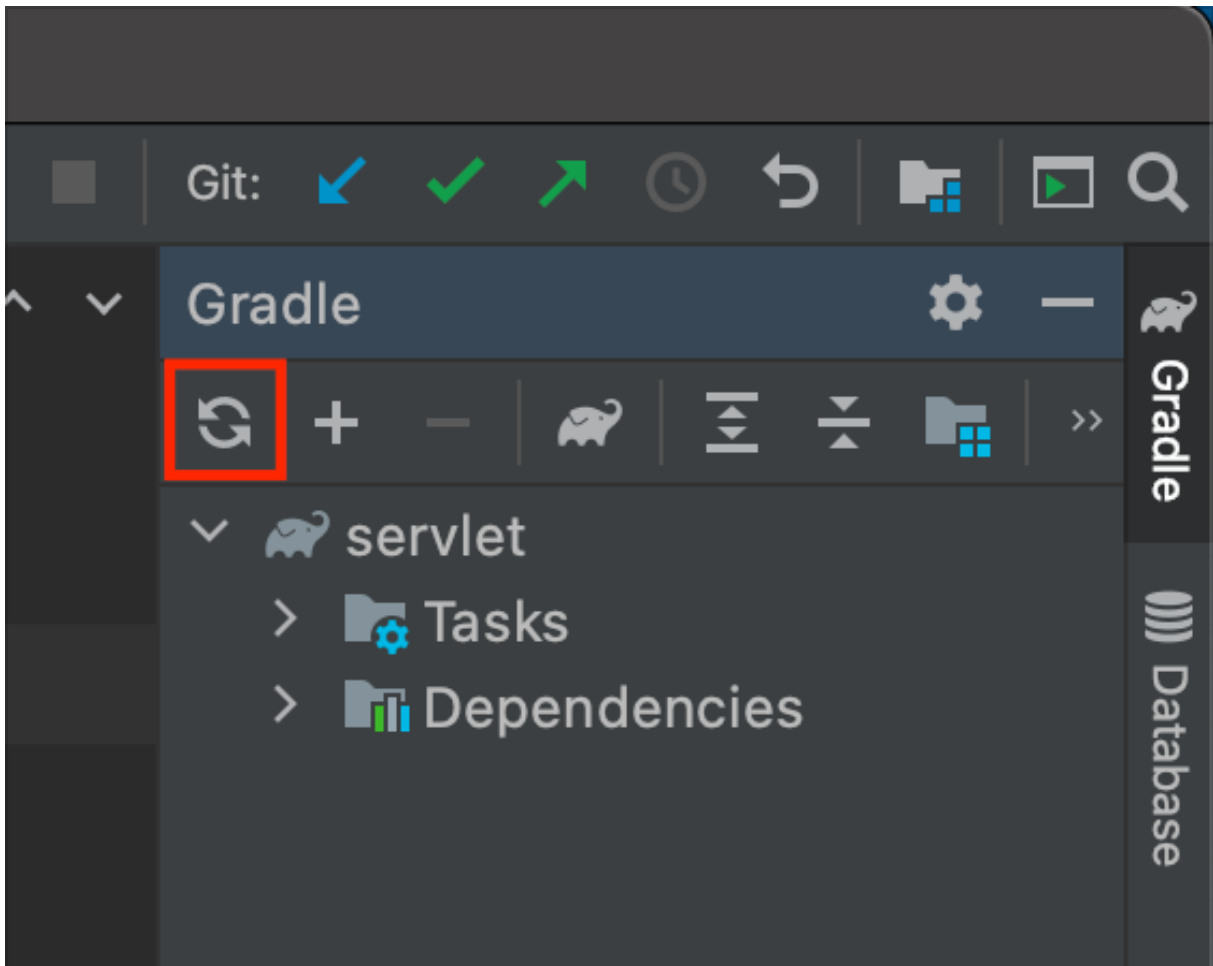 Git:
Gradle
servlet
Tasks
Dependencies
Gradle
Database